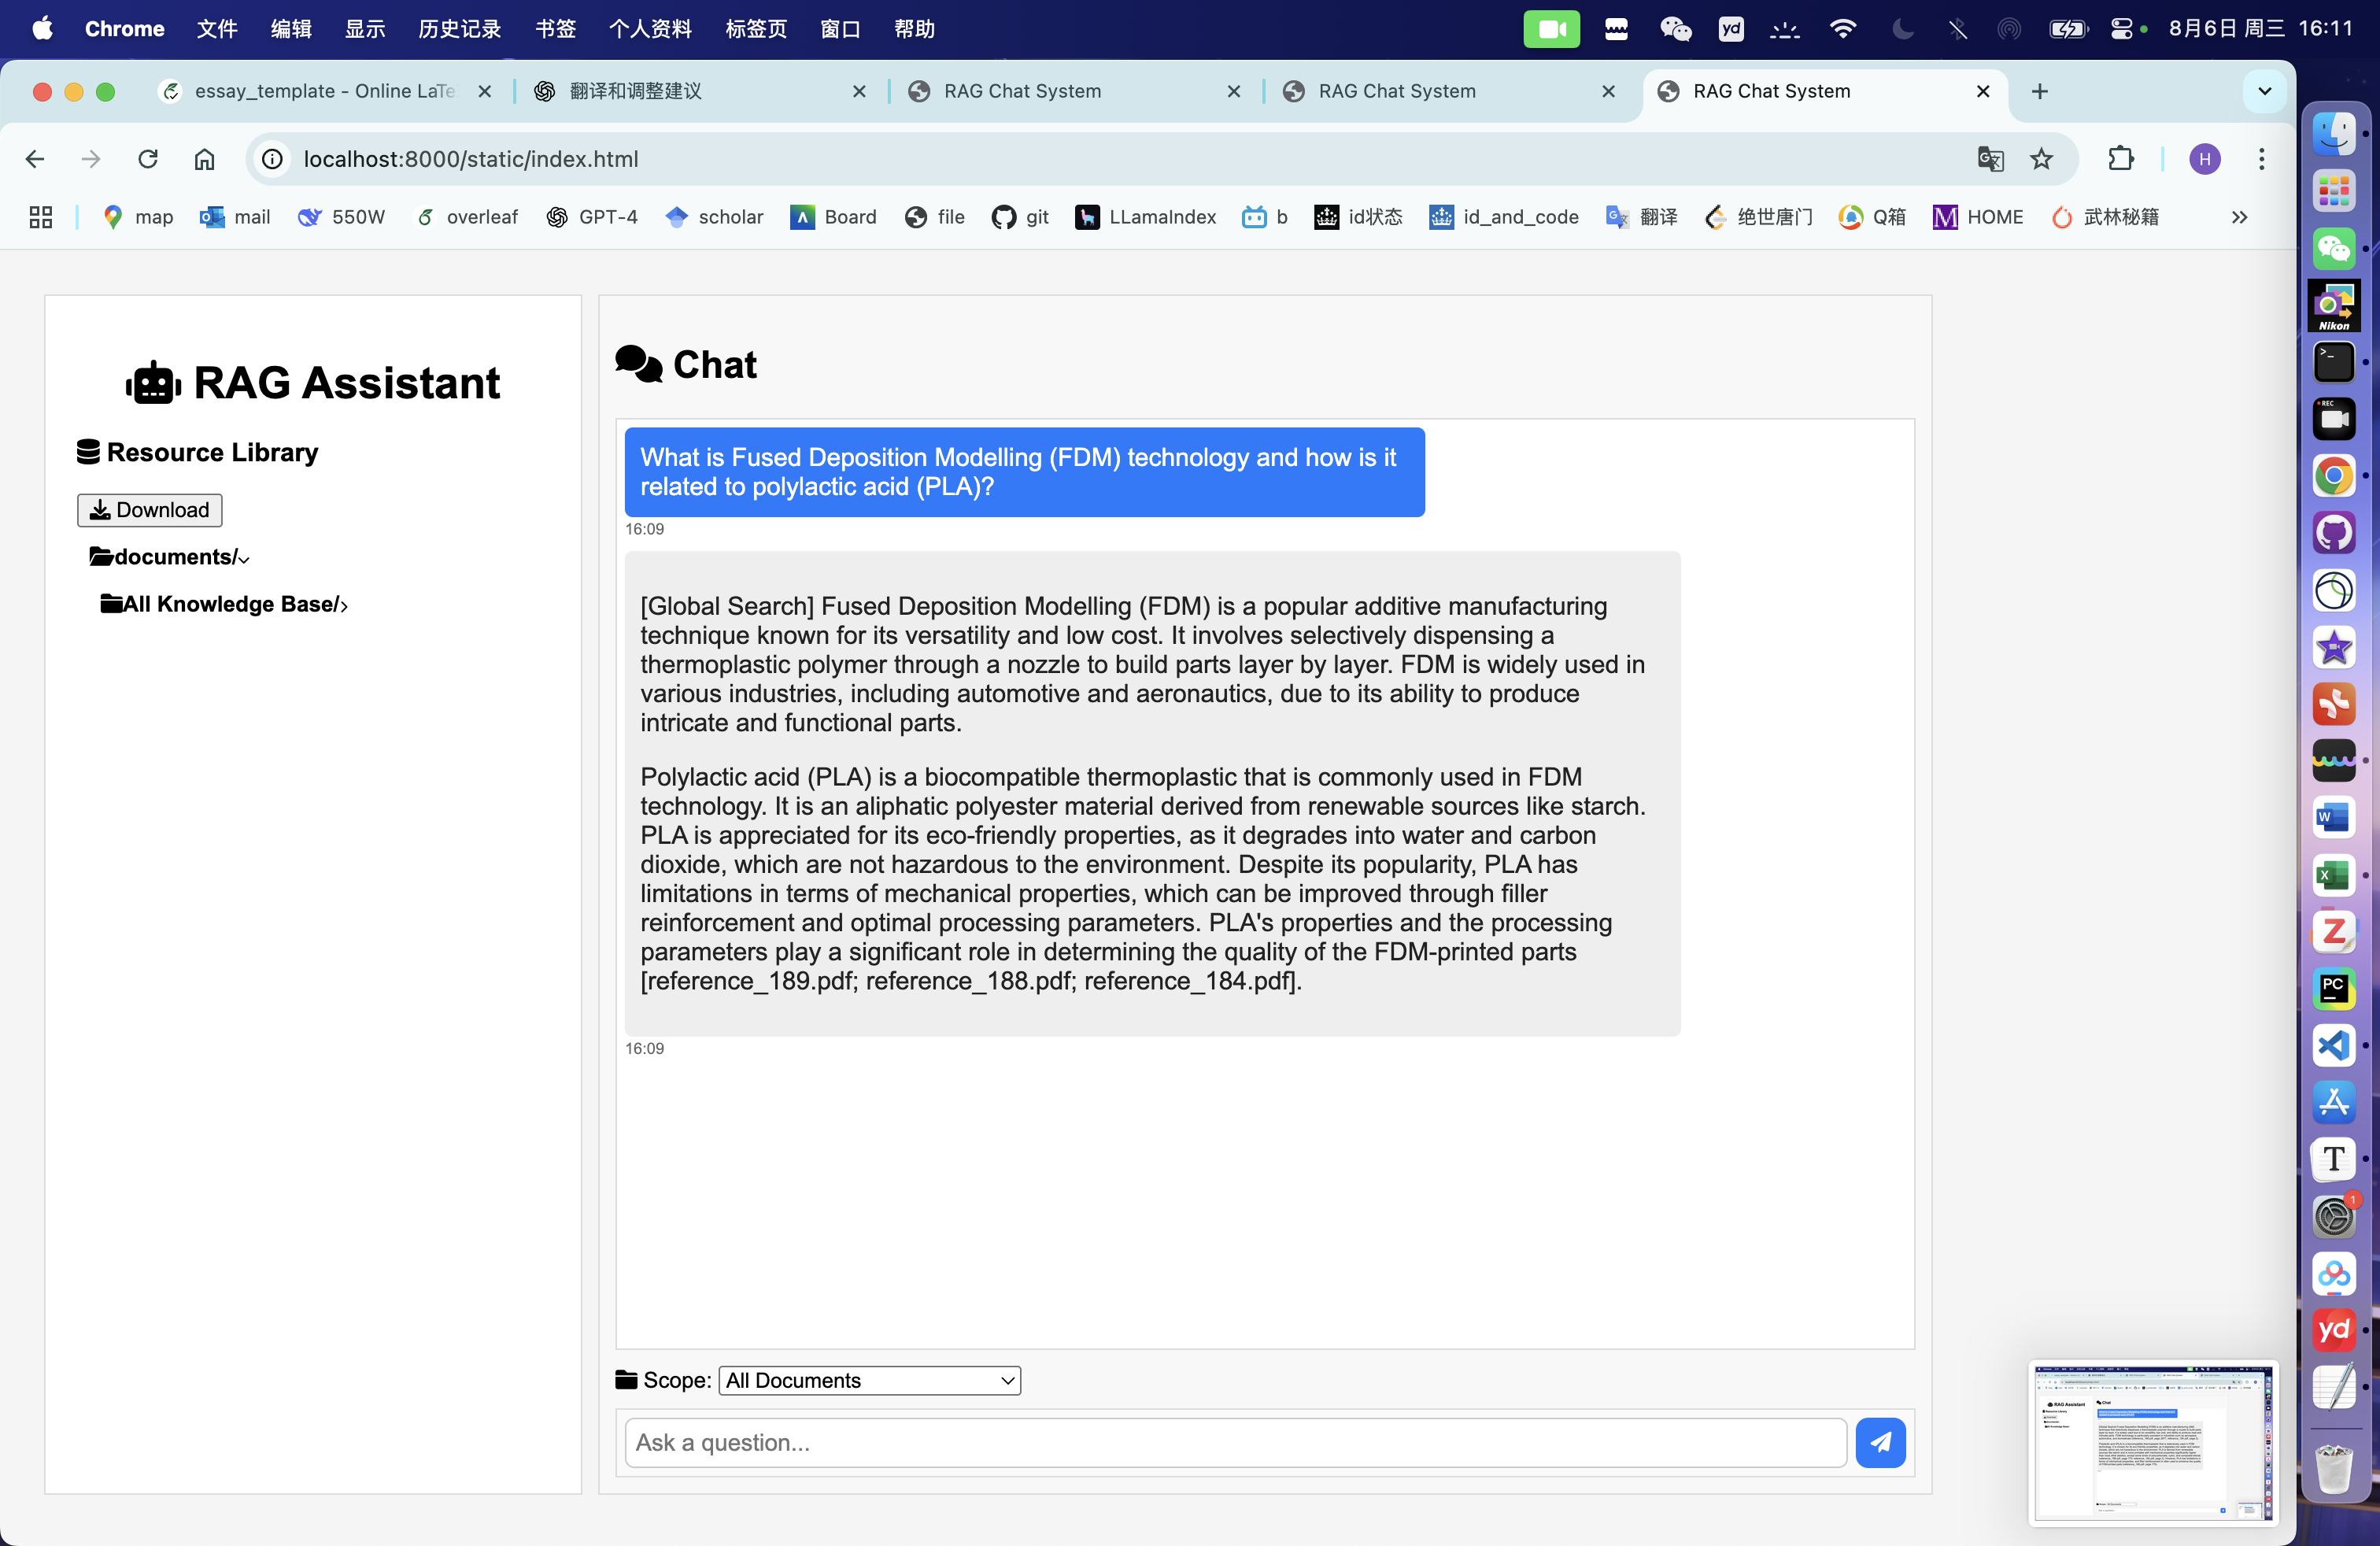 Chrome 文件 编辑 显示 历史记录 书签 个人资料 标签页 窗口 帮助 yd 8月6日 周三 16:11
essay_template - Online LaTe 翻译和调整建议 RAG Chat System RAG Chat System RAG Chat System
localhost:8000/static/index.html H
map mail 550W overleaf GPT-4 scholar Board file git LLamaIndex b id状态 id_and_code 翻译 绝世唐门 Q箱 HOME 武林秘籍
RAG Assistant
Resource Library
Download
documents/
All Knowledge Base/
Chat
What is Fused Deposition Modelling (FDM) technology and how is it
related to polylactic acid (PLA)?
16:09
[Global Search] Fused Deposition Modelling (FDM) is a popular additive manufacturing
technique known for its versatility and low cost. It involves selectively dispensing a
thermoplastic polymer through a nozzle to build parts layer by layer. FDM is widely used in
various industries, including automotive and aeronautics, due to its ability to produce
intricate and functional parts.
Polylactic acid (PLA) is a biocompatible thermoplastic that is commonly used in FDM
technology. It is an aliphatic polyester material derived from renewable sources like starch.
PLA is appreciated for its eco-friendly properties, as it degrades into water and carbon
dioxide, which are not hazardous to the environment. Despite its popularity, PLA has
limitations in terms of mechanical properties, which can be improved through filler
reinforcement and optimal processing parameters. PLA's properties and the processing
parameters play a significant role in determining the quality of the FDM-printed parts
[reference_189.pdf; reference_188.pdf; reference_184.pdf].
16:09
Scope: All Documents
Ask a question...
Nikon
REC
W
X
Z
PC
T
1
yd
RAG Assistant
Chat